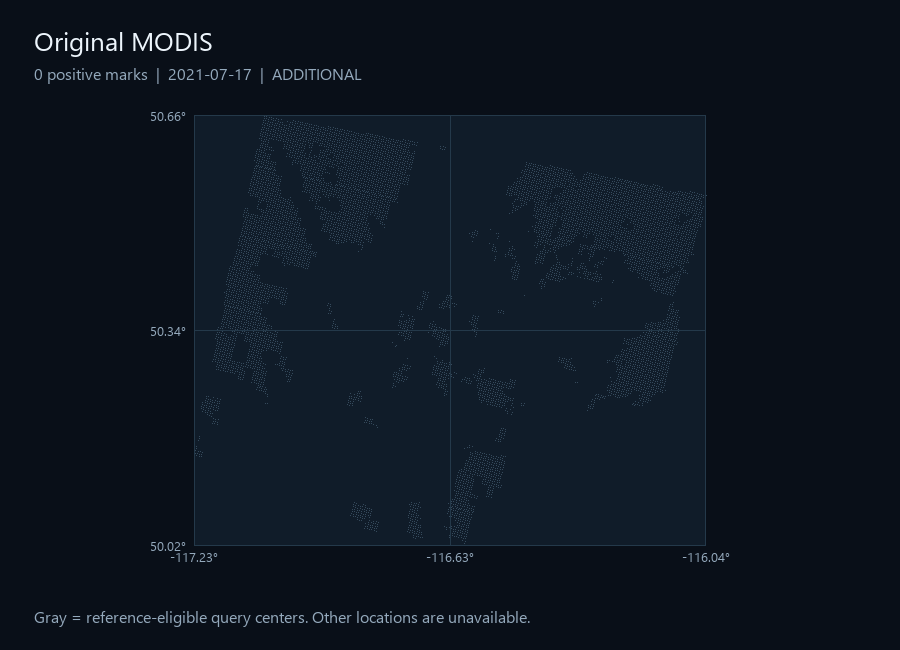 Original MODIS
0 positive marks | 2021-07-17 | ADDITIONAL
50.66°
50.34°
50.02°
-117.23° -116.63° -116.04°
Gray = reference-eligible query centers. Other locations are unavailable.